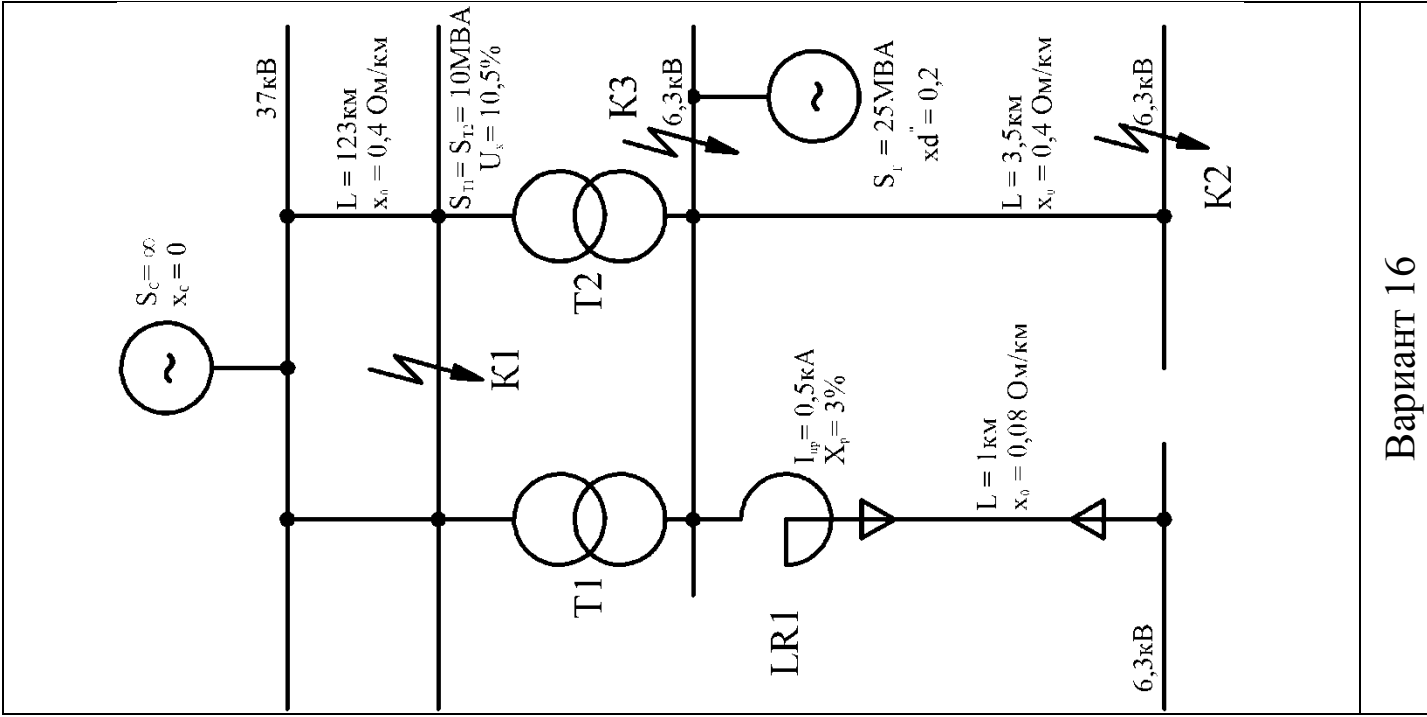 Sс = ∞
xс = 0
37кВ
L = 123км
x₀ = 0,4 Ом/км
К1
Sт1 = Sт2 = 10МВА
Uк = 10,5%
Т1
Т2
К3
6,3кВ
Sг = 25МВА
xd" = 0,2
LR1
Iпр = 0,5кА
Xр = 3%
L = 1км
x₀ = 0,08 Ом/км
L = 3,5км
x₀ = 0,4 Ом/км
6,3кВ
6,3кВ
К2
Вариант 16